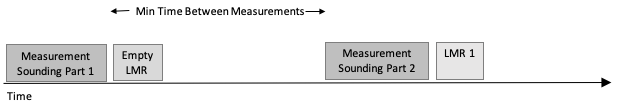 Min Time Between Measurements
Measurement
Sounding Part 1
Empty
LMR
Measurement
Sounding Part 2
LMR 1
Time